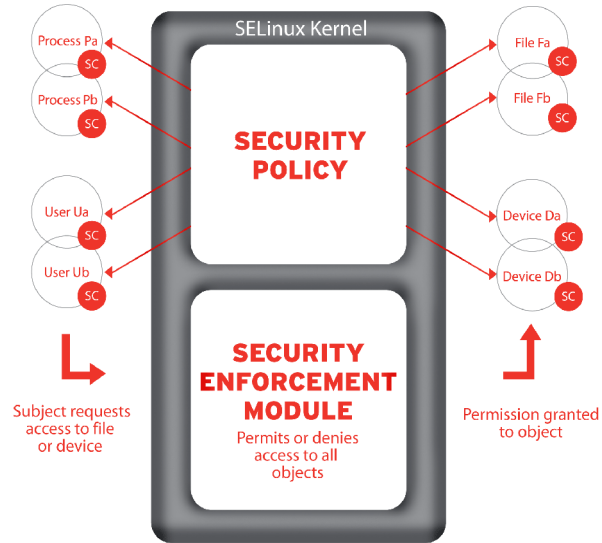 SELinux Kernel
Process Pa
SC
Process Pb
SC
User Ua
SC
User Ub
SC
Subject requests
access to file
or device
SECURITY
POLICY
SECURITY
ENFORCEMENT
MODULE
Permits or denies
access to all
objects
File Fa
SC
File Fb
SC
Device Da
SC
Device Db
SC
Permission granted
to object